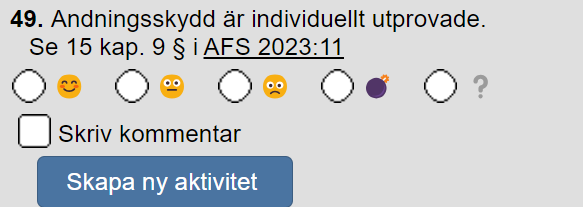 49. Andningsskydd är individuellt utprovade.
Se 15 kap. 9 § i AFS 2023:11
?
Skriv kommentar
Skapa ny aktivitet